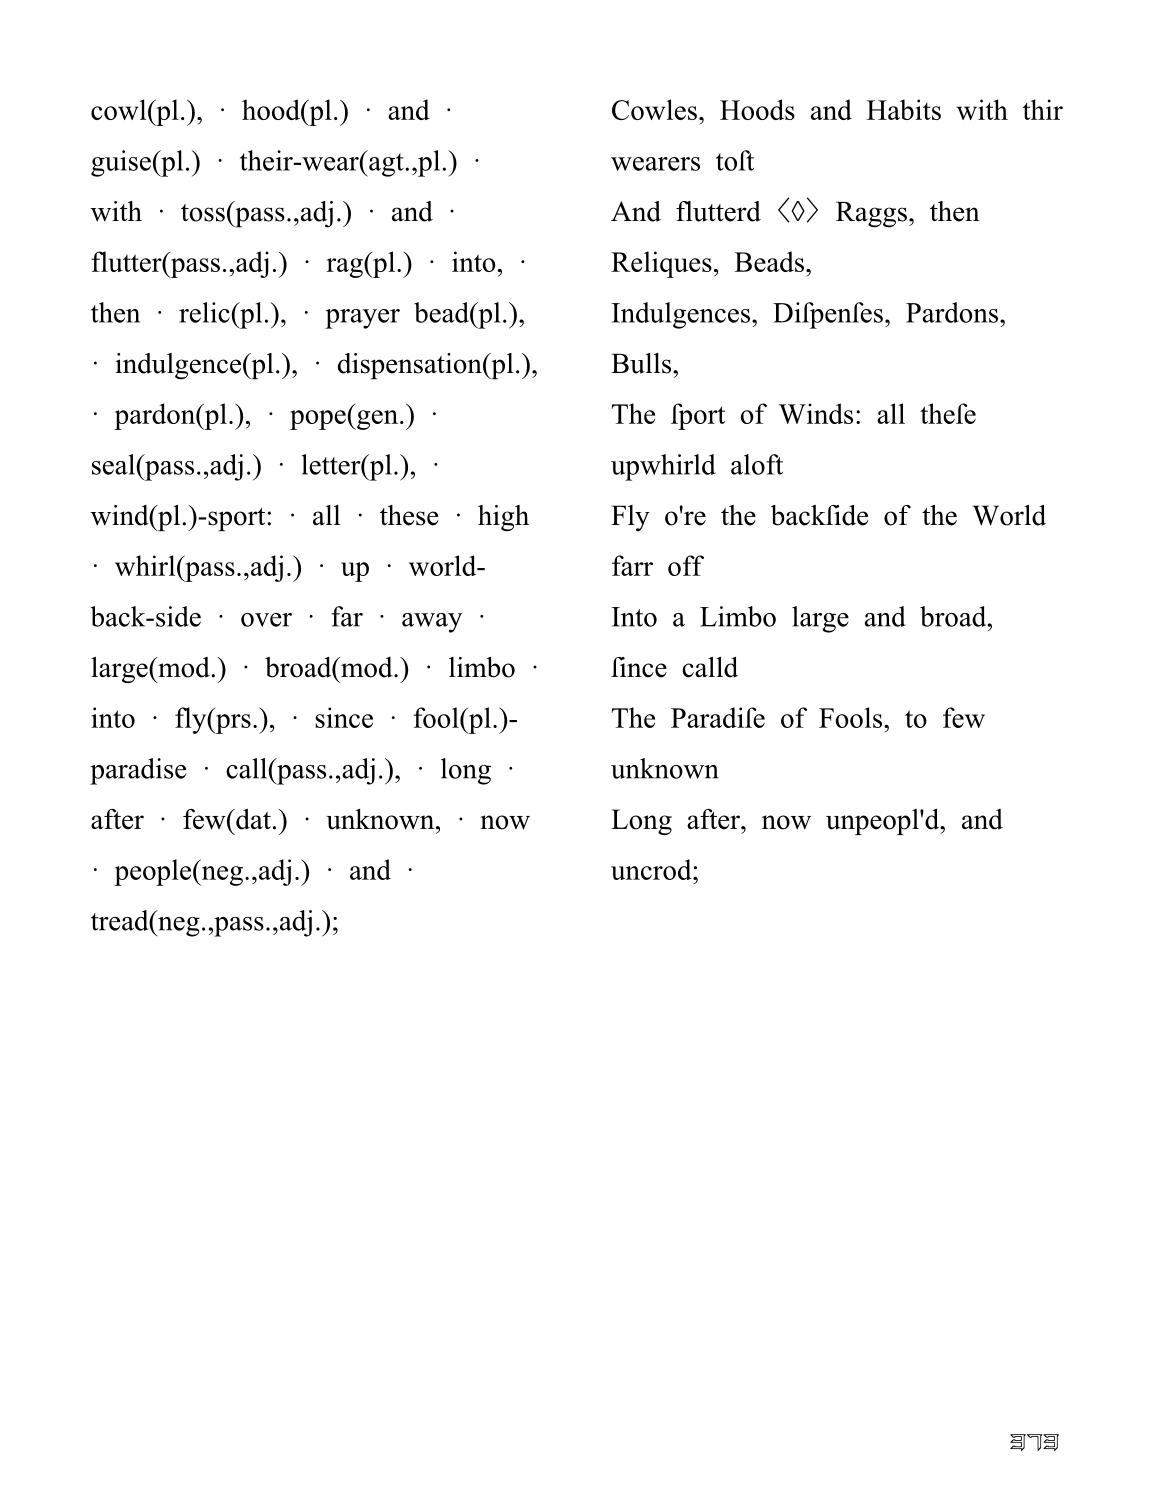 cowl(pl.), · hood(pl.) · and ·
guise(pl.) · their-wear(agt.,pl.) ·
with · toss(pass.,adj.) · and ·
flutter(pass.,adj.) · rag(pl.) · into, ·
then · relic(pl.), · prayer bead(pl.),
· indulgence(pl.), · dispensation(pl.),
· pardon(pl.), · pope(gen.) ·
seal(pass.,adj.) · letter(pl.), ·
wind(pl.)-sport: · all · these · high
· whirl(pass.,adj.) · up · world-
back-side · over · far · away ·
large(mod.) · broad(mod.) · limbo ·
into · fly(prs.), · since · fool(pl.)-
paradise · call(pass.,adj.), · long ·
after · few(dat.) · unknown, · now
· people(neg.,adj.) · and ·
tread(neg.,pass.,adj.);
Cowles, Hoods and Habits with thir
wearers toſt
And flutterd 〈◊〉 Raggs, then
Reliques, Beads,
Indulgences, Diſpenſes, Pardons,
Bulls,
The ſport of Winds: all theſe
upwhirld aloft
Fly o're the backſide of the World
farr off
Into a Limbo large and broad,
ſince calld
The Paradiſe of Fools, to few
unknown
Long after, now unpeopl'd, and
uncrod;